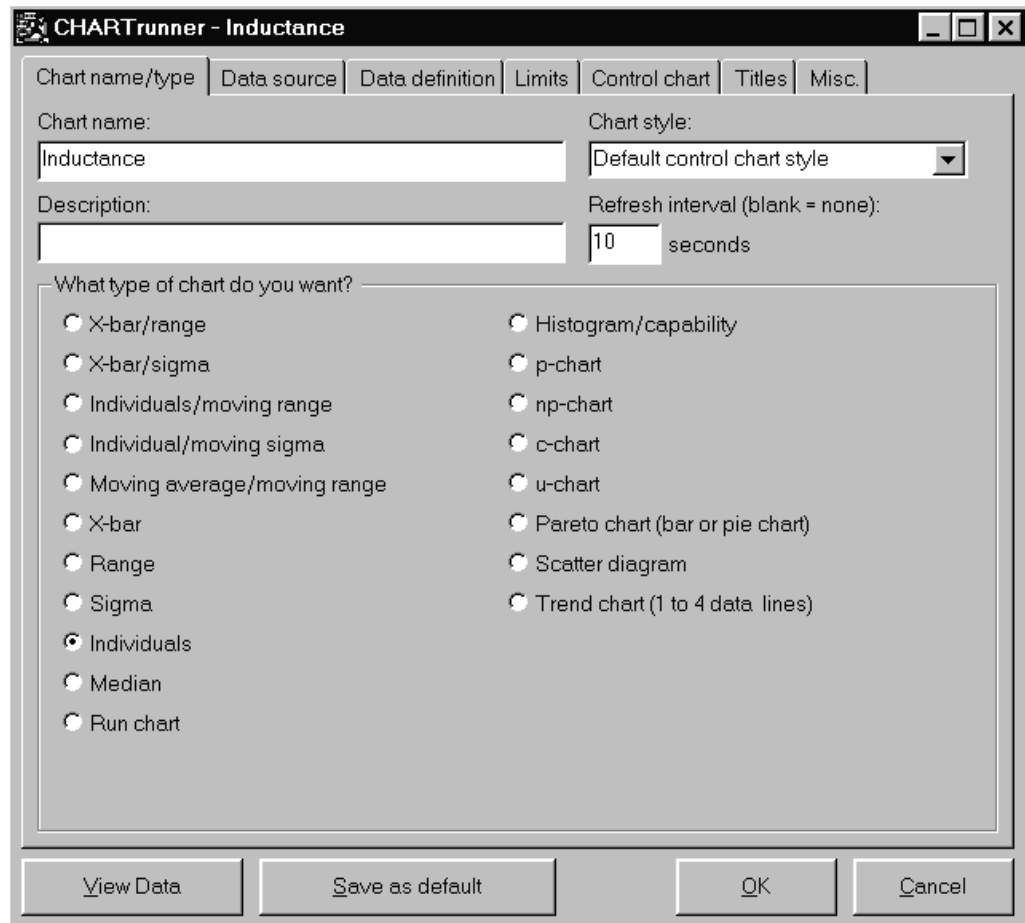 CHARTrunner - Inductance
Chart name/type Data source Data definition Limits Control chart Titles Misc.
Chart name:
Inductance
Chart style:
Default control chart style
Description:
Refresh interval (blank = none):
10 seconds
What type of chart do you want?
X-bar/range
X-bar/sigma
Individuals/moving range
Individual/moving sigma
Moving average/moving range
X-bar
Range
Sigma
Individuals
Median
Run chart
Histogram/capability
p-chart
np-chart
c-chart
u-chart
Pareto chart (bar or pie chart)
Scatter diagram
Trend chart (1 to 4 data lines)
View Data Save as default OK Cancel